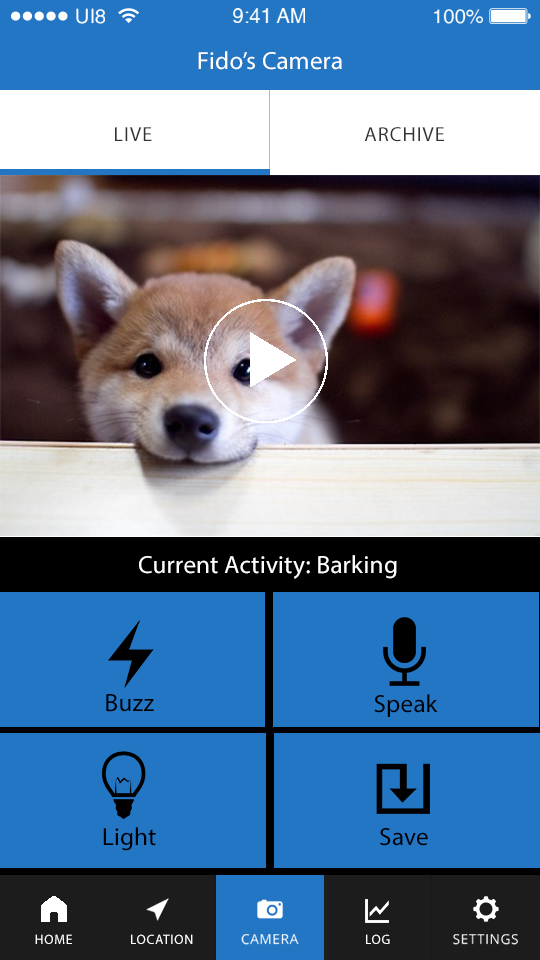 UI8 9:41 AM 100%
Fido's Camera
LIVE ARCHIVE
Current Activity: Barking
Buzz Speak
Light Save
HOME LOCATION CAMERA LOG SETTINGS